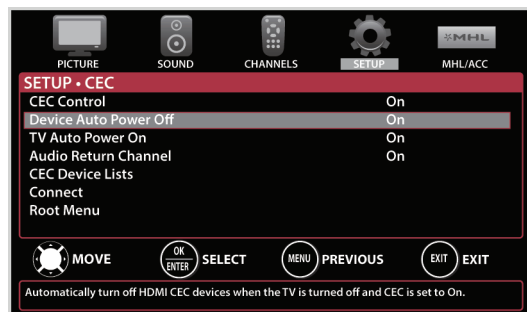 PICTURE SOUND CHANNELS SETUP MHL MHL/ACC
SETUP • CEC
CEC Control On
Device Auto Power Off On
TV Auto Power On On
Audio Return Channel On
CEC Device Lists
Connect
Root Menu
MOVE OK ENTER SELECT MENU PREVIOUS EXIT EXIT
Automatically turn off HDMI CEC devices when the TV is turned off and CEC is set to On.